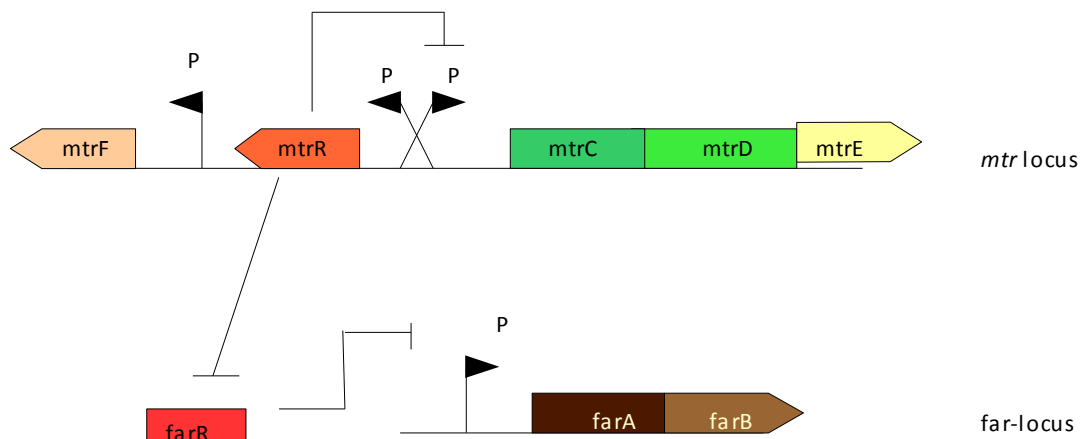 P
P P
mtrF mtrR mtrC mtrD mtrE
mtr locus
P
farR farA farB
far-locus